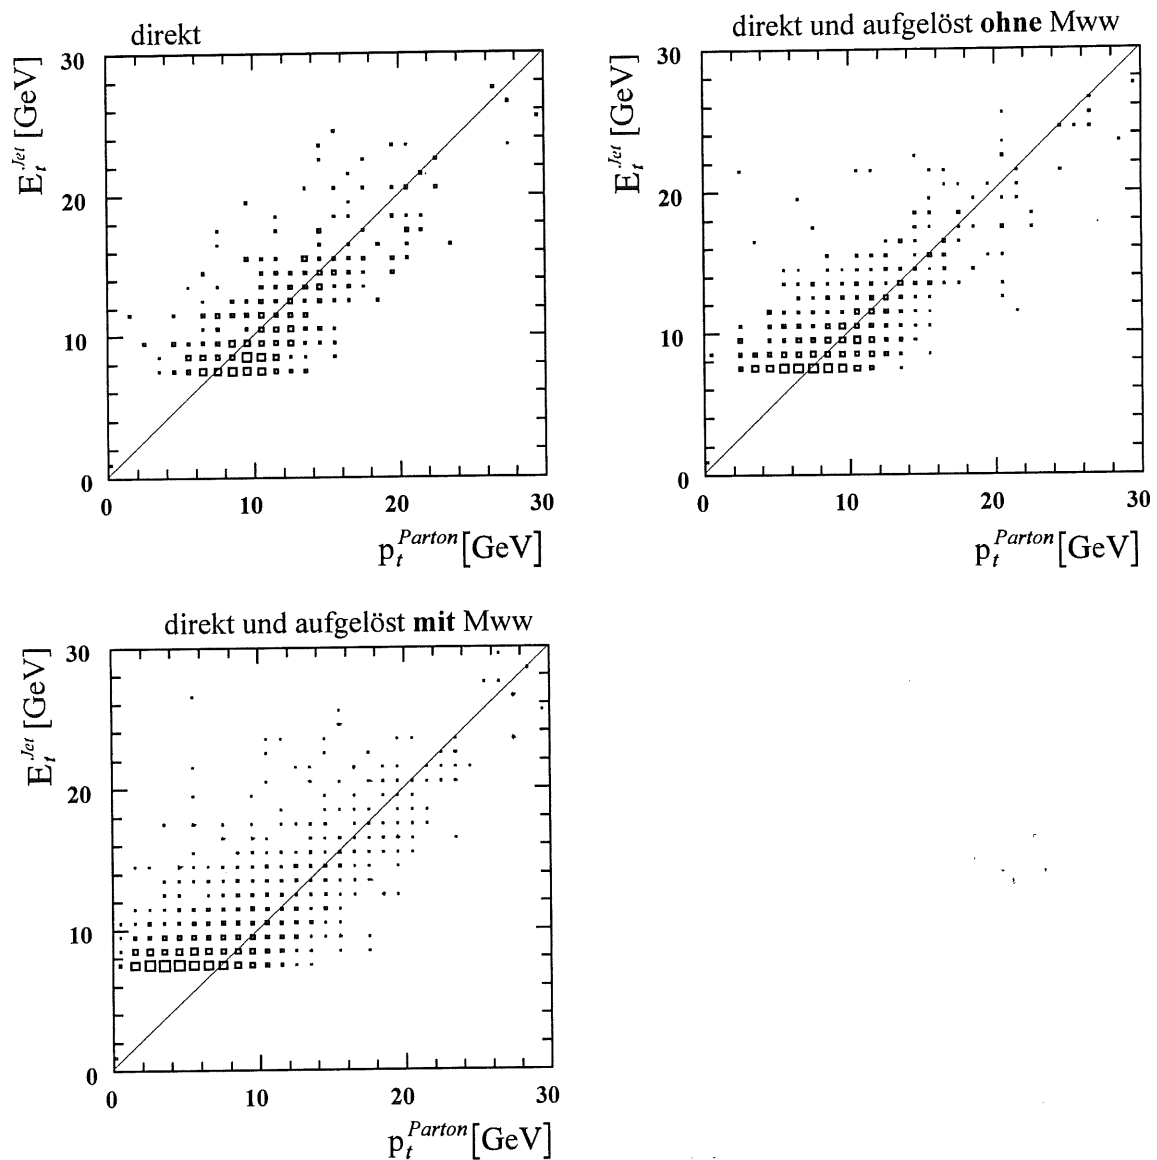 direkt
30
20
10
0
0 10 20 30
E_t^Jet [GeV]
p_t^Parton [GeV]
direkt und aufgelöst ohne Mww
30
20
10
0
0 10 20 30
E_t^Jet [GeV]
p_t^Parton [GeV]
direkt und aufgelöst mit Mww
30
20
10
0
0 10 20 30
E_t^Jet [GeV]
p_t^Parton [GeV]